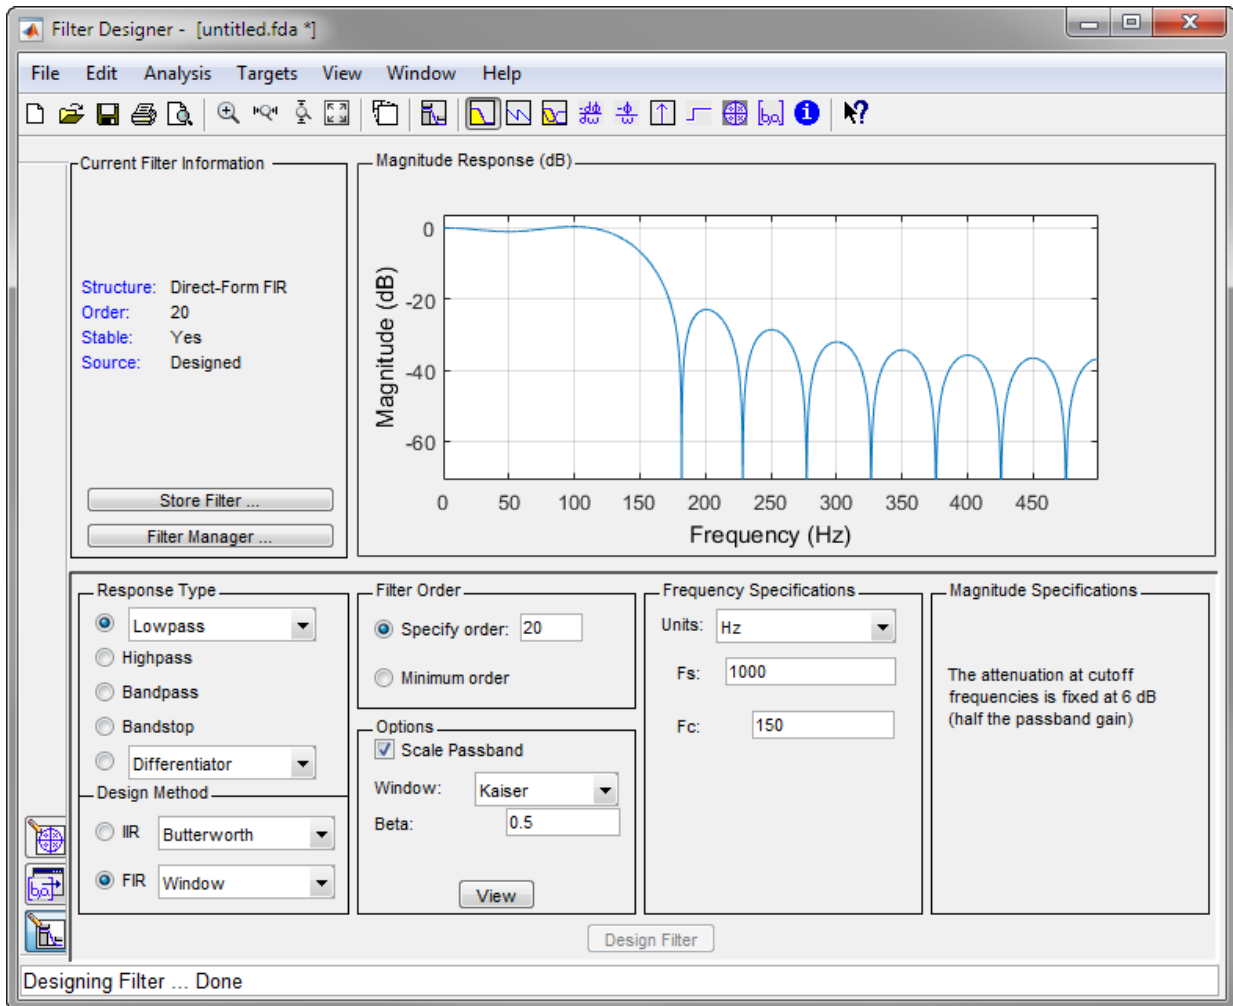 Filter Designer - [untitled.fda *]
File Edit Analysis Targets View Window Help
Current Filter Information
Structure: Direct-Form FIR
Order: 20
Stable: Yes
Source: Designed
Store Filter ...
Filter Manager ...
Magnitude Response (dB)
Magnitude (dB)
0
-20
-40
-60
0 50 100 150 200 250 300 350 400 450
Frequency (Hz)
Response Type
Lowpass
Highpass
Bandpass
Bandstop
Differentiator
Design Method
IIR Butterworth
FIR Window
Filter Order
Specify order: 20
Minimum order
Options
Scale Passband
Window: Kaiser
Beta: 0.5
View
Frequency Specifications
Units: Hz
Fs: 1000
Fc: 150
Magnitude Specifications
The attenuation at cutoff
frequencies is fixed at 6 dB
(half the passband gain)
Design Filter
Designing Filter ... Done